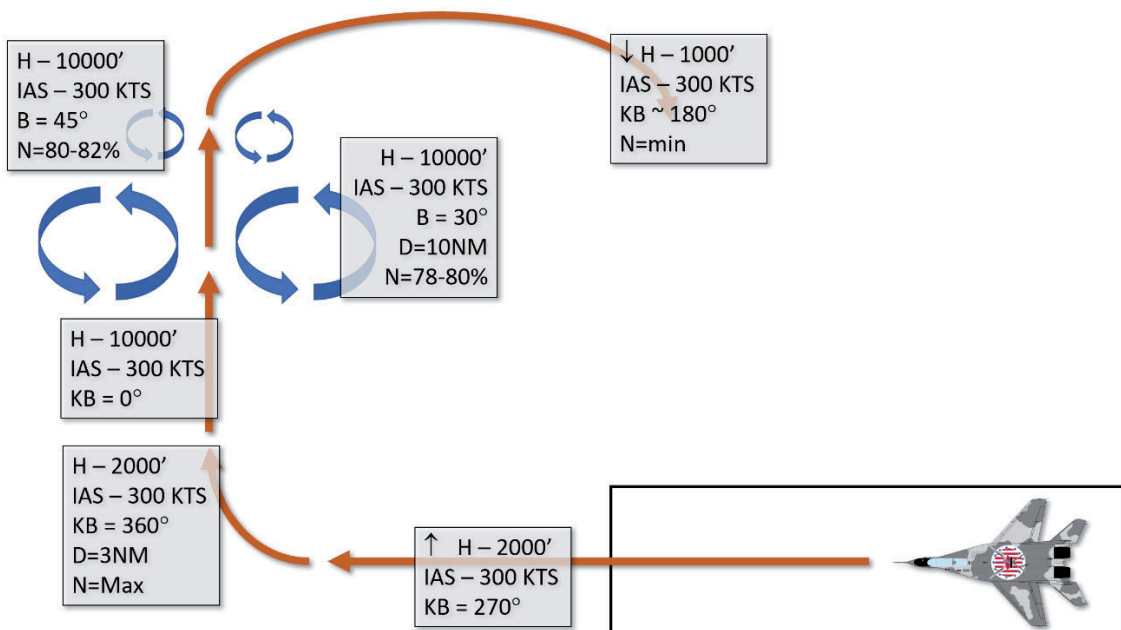 H – 10000’
IAS – 300 KTS
B = 45°
N=80-82%
↓ H – 1000’
IAS – 300 KTS
KB ~ 180°
N=min
H – 10000’
IAS – 300 KTS
B = 30°
D=10NM
N=78-80%
H – 10000’
IAS – 300 KTS
KB = 0°
H – 2000’
IAS – 300 KTS
KB = 360°
D=3NM
N=Max
↑ H – 2000’
IAS – 300 KTS
KB = 270°